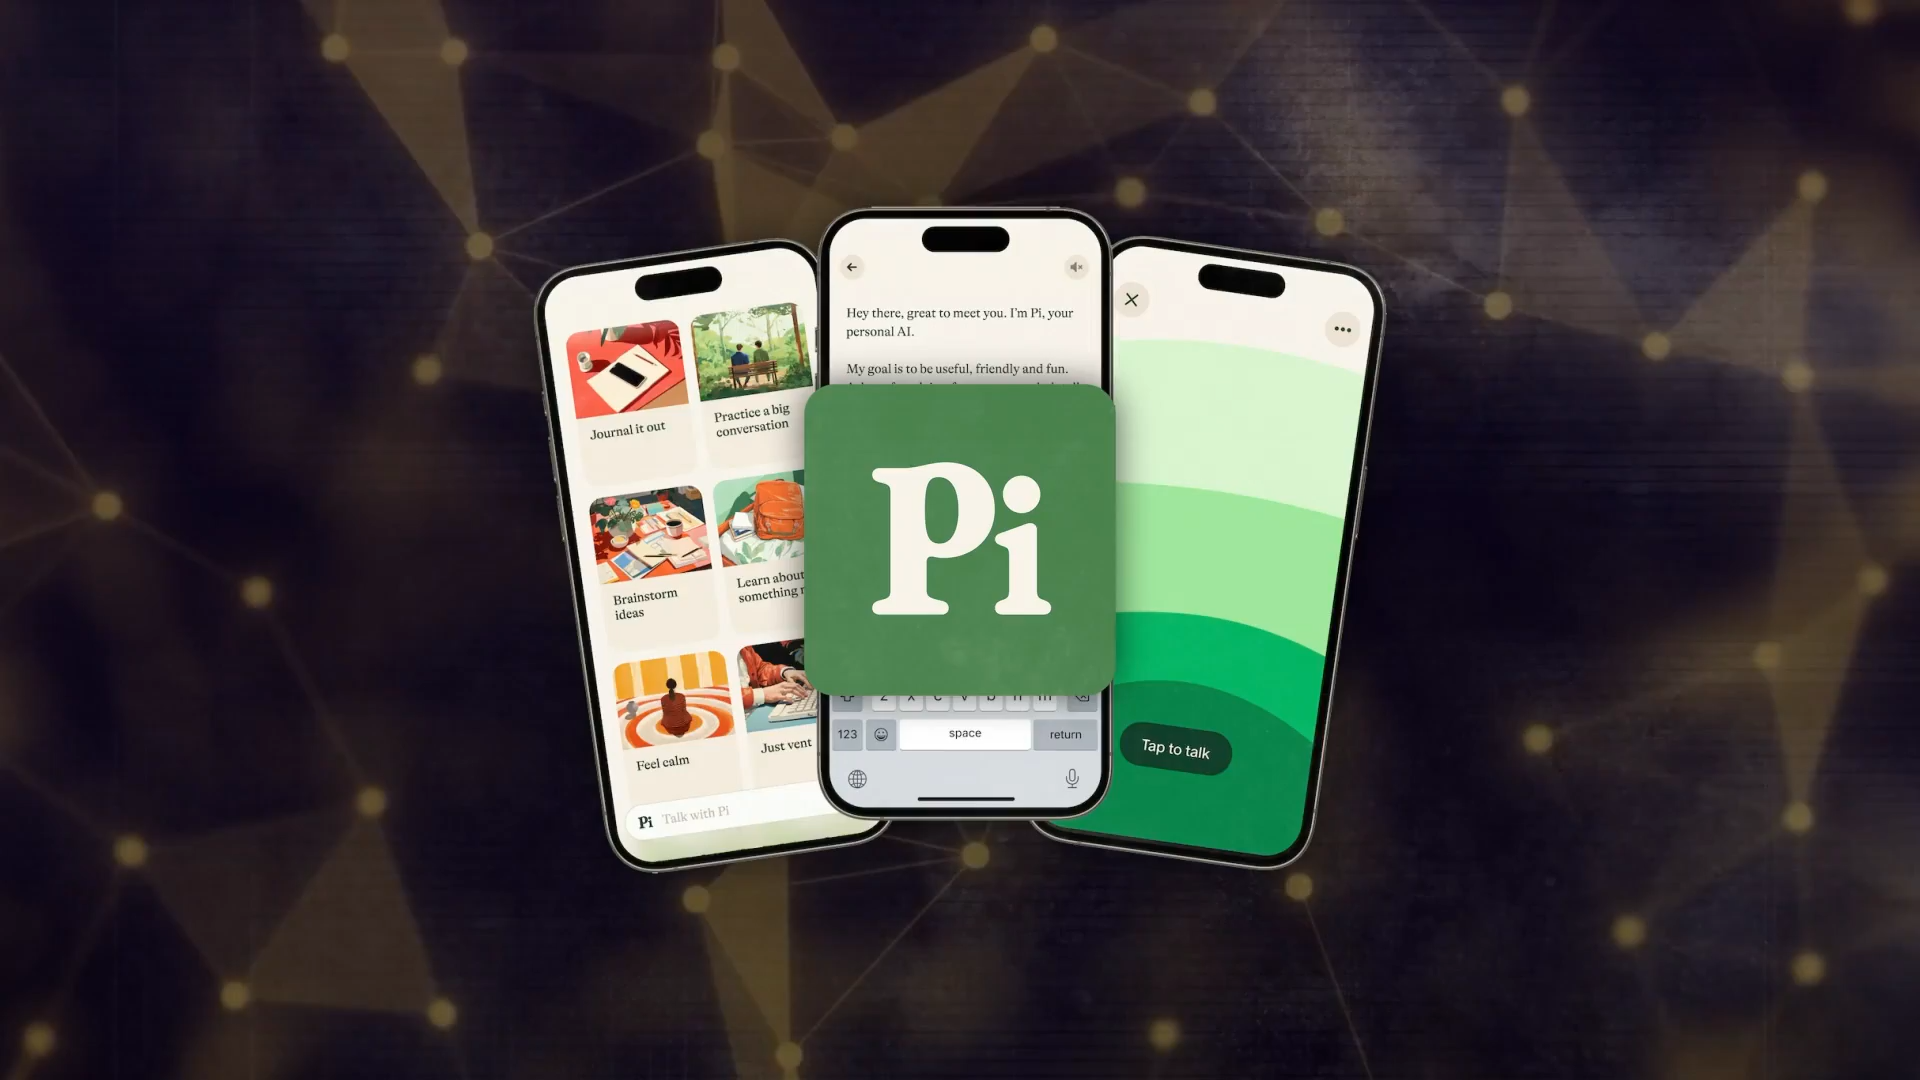 Journal it out
Practice a big
conversation
Brainstorm
ideas
Learn about
something
Feel calm
Just vent
Pi Talk with Pi
Hey there, great to meet you. I'm Pi, your
personal AI.
My goal is to be useful, friendly and fun.
Pi
z x c v b n m
123 space return
Tap to talk